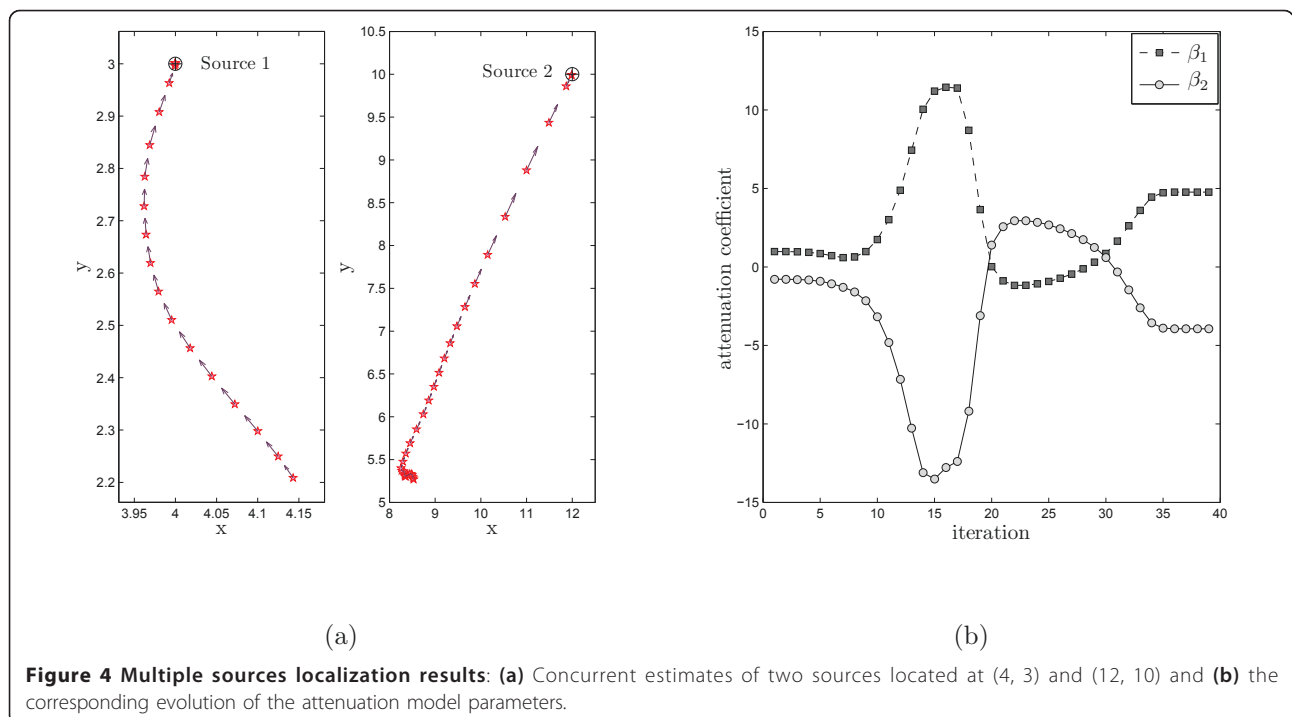 3
2.9
2.8
2.7
2.6
2.5
2.4
2.3
2.2
y
3.95 4 4.05 4.1 4.15
x
Source 1
10.5
10
9.5
9
8.5
8
7.5
7
6.5
6
5.5
5
y
8 9 10 11 12
x
Source 2
(a)
15
10
5
0
−5
−10
−15
attenuation coefficient
0 5 10 15 20 25 30 35 40
iteration
β1
β2
(b)
Figure 4 Multiple sources localization results: (a) Concurrent estimates of two sources located at (4, 3) and (12, 10) and (b) the
corresponding evolution of the attenuation model parameters.